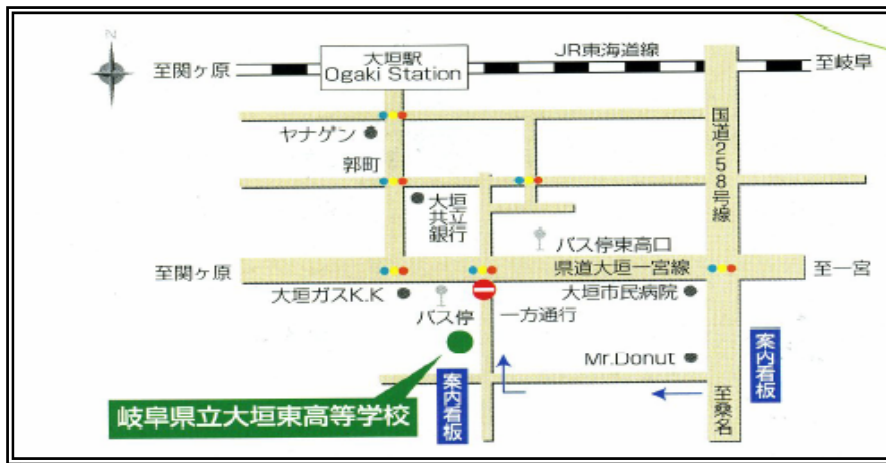 N
大垣駅
Ogaki Station
JR東海線
至関ヶ原
至岐阜
国道258号線
ヤナゲン
郭町
大垣
共立
銀行
バス停東高口
至関ヶ原
県道大垣一宮線
至一宮
大垣ガスK.K
バス停
一方通行
大垣市民病院
Mr.Donut
案内看板
案内看板
至桑名
岐阜県立大垣東高等学校